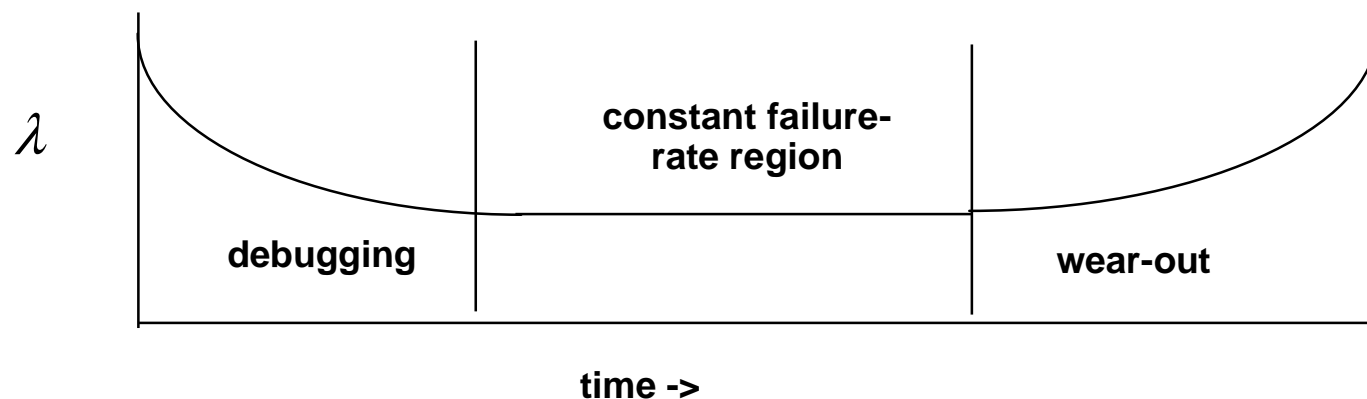 λ
constant failure-
rate region
debugging
wear-out
time ->